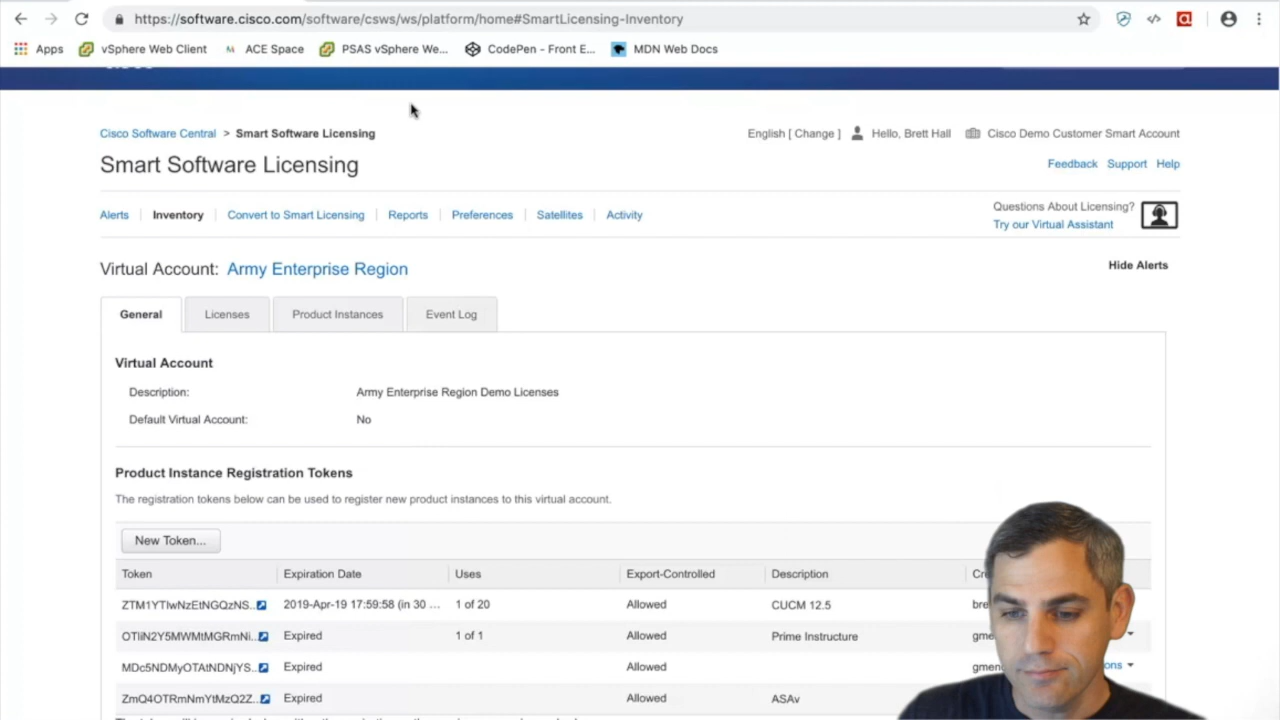 https://software.cisco.com/software/csws/ws/platform/home#SmartLicensing-Inventory
Apps vSphere Web Client ACE Space PSAS vSphere We... CodePen - Front E... MDN Web Docs
Cisco Software Central > Smart Software Licensing English [ Change ] Hello, Brett Hall Cisco Demo Customer Smart Account
Smart Software Licensing Feedback Support Help
Alerts Inventory Convert to Smart Licensing Reports Preferences Satellites Activity Questions About Licensing?
Try our Virtual Assistant
Virtual Account: Army Enterprise Region Hide Alerts
General Licenses Product Instances Event Log
Virtual Account
Description: Army Enterprise Region Demo Licenses
Default Virtual Account: No
Product Instance Registration Tokens
The registration tokens below can be used to register new product instances to this virtual account.
New Token...
Token Expiration Date Uses Export-Controlled Description
2019-Apr-19 17:59:58 (in 30 ... 1 of 20 Allowed CUCM 12.5
Expired 1 of 1 Allowed Prime Instructure
Expired Allowed
ZmQ4OTRmNmYtMzQ2Z.. Expired Allowed ASAv